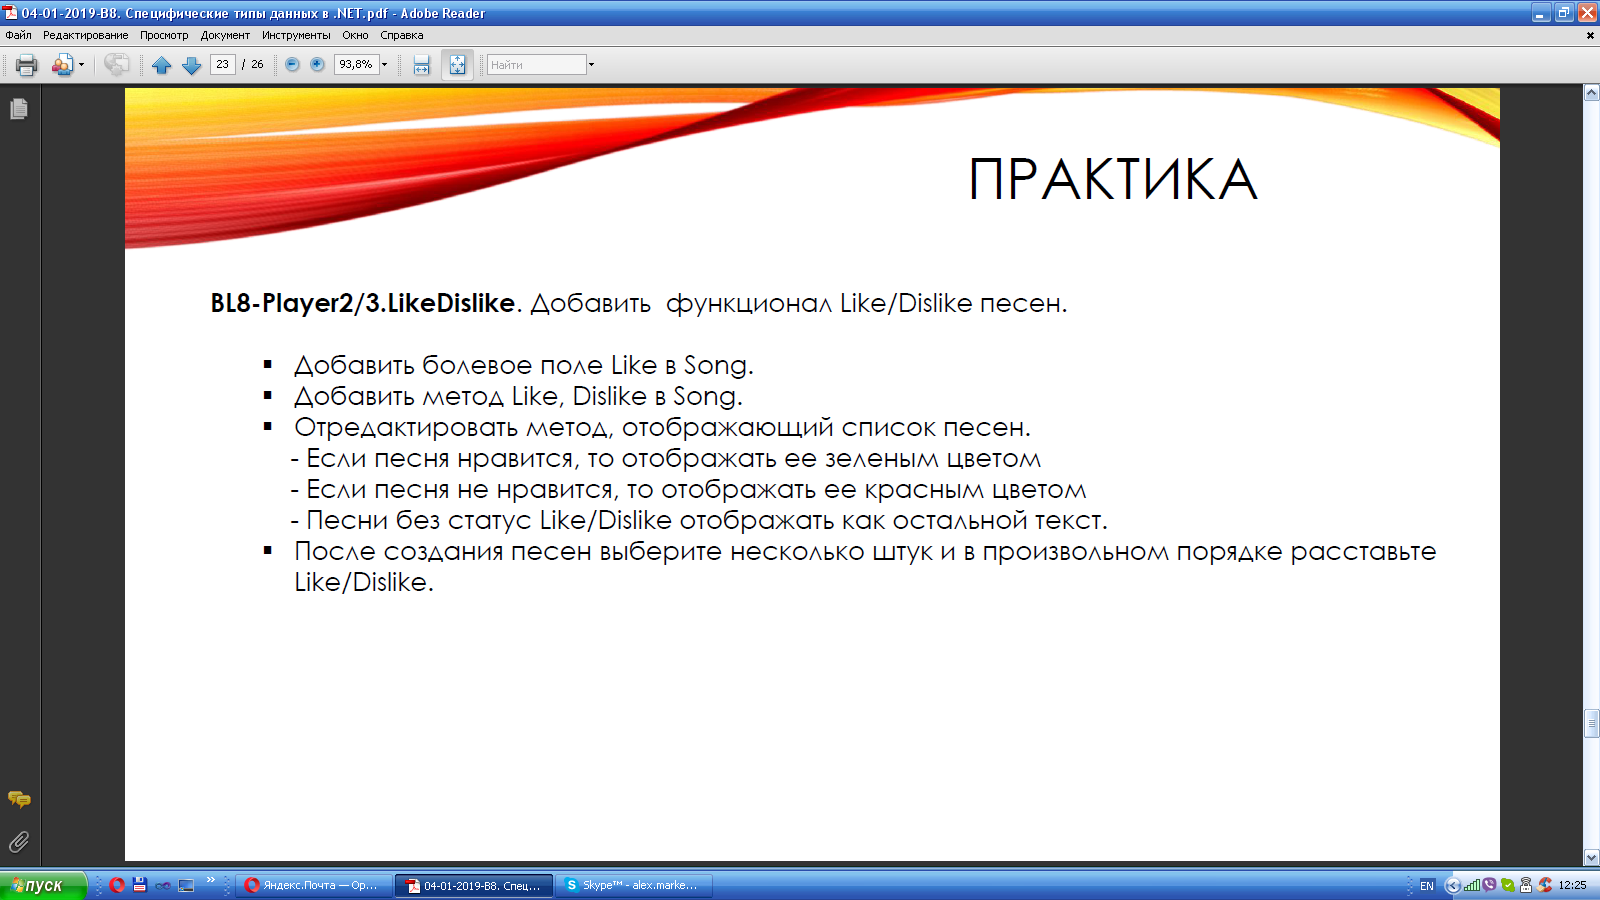 04-01-2019-B8. Специфические типы данных в .NET.pdf - Adobe Reader
Файл Редактирование Просмотр Документ Инструменты Окно Справка
23 / 26 93,8% Найти
ПРАКТИКА
BL8-Player2/3.LikeDislike. Добавить функционал Like/Dislike песен.
▪ Добавить болевое поле Like в Song.
▪ Добавить метод Like, Dislike в Song.
▪ Отредактировать метод, отображающий список песен.
- Если песня нравится, то отображать ее зеленым цветом
- Если песня не нравится, то отображать ее красным цветом
- Песни без статус Like/Dislike отображать как остальной текст.
▪ После создания песен выберите несколько штук и в произвольном порядке расставьте
Like/Dislike.
пуск Яндекс.Почта — Op... 04-01-2019-B8. Спец... Skype™ - alex.marke... EN 12:25